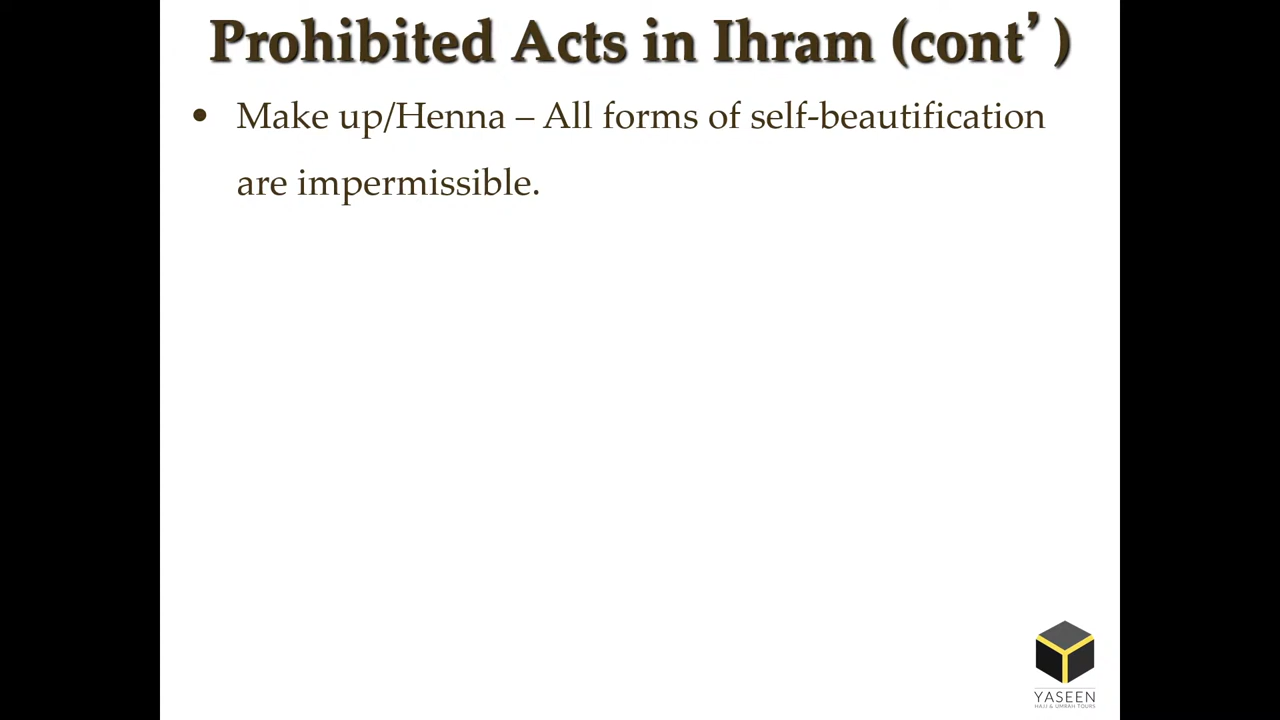 Prohibited Acts in Ihram (cont’ )
• Make up/Henna – All forms of self-beautification
are impermissible.
YASEEN
HAJJ & UMRAH TOURS